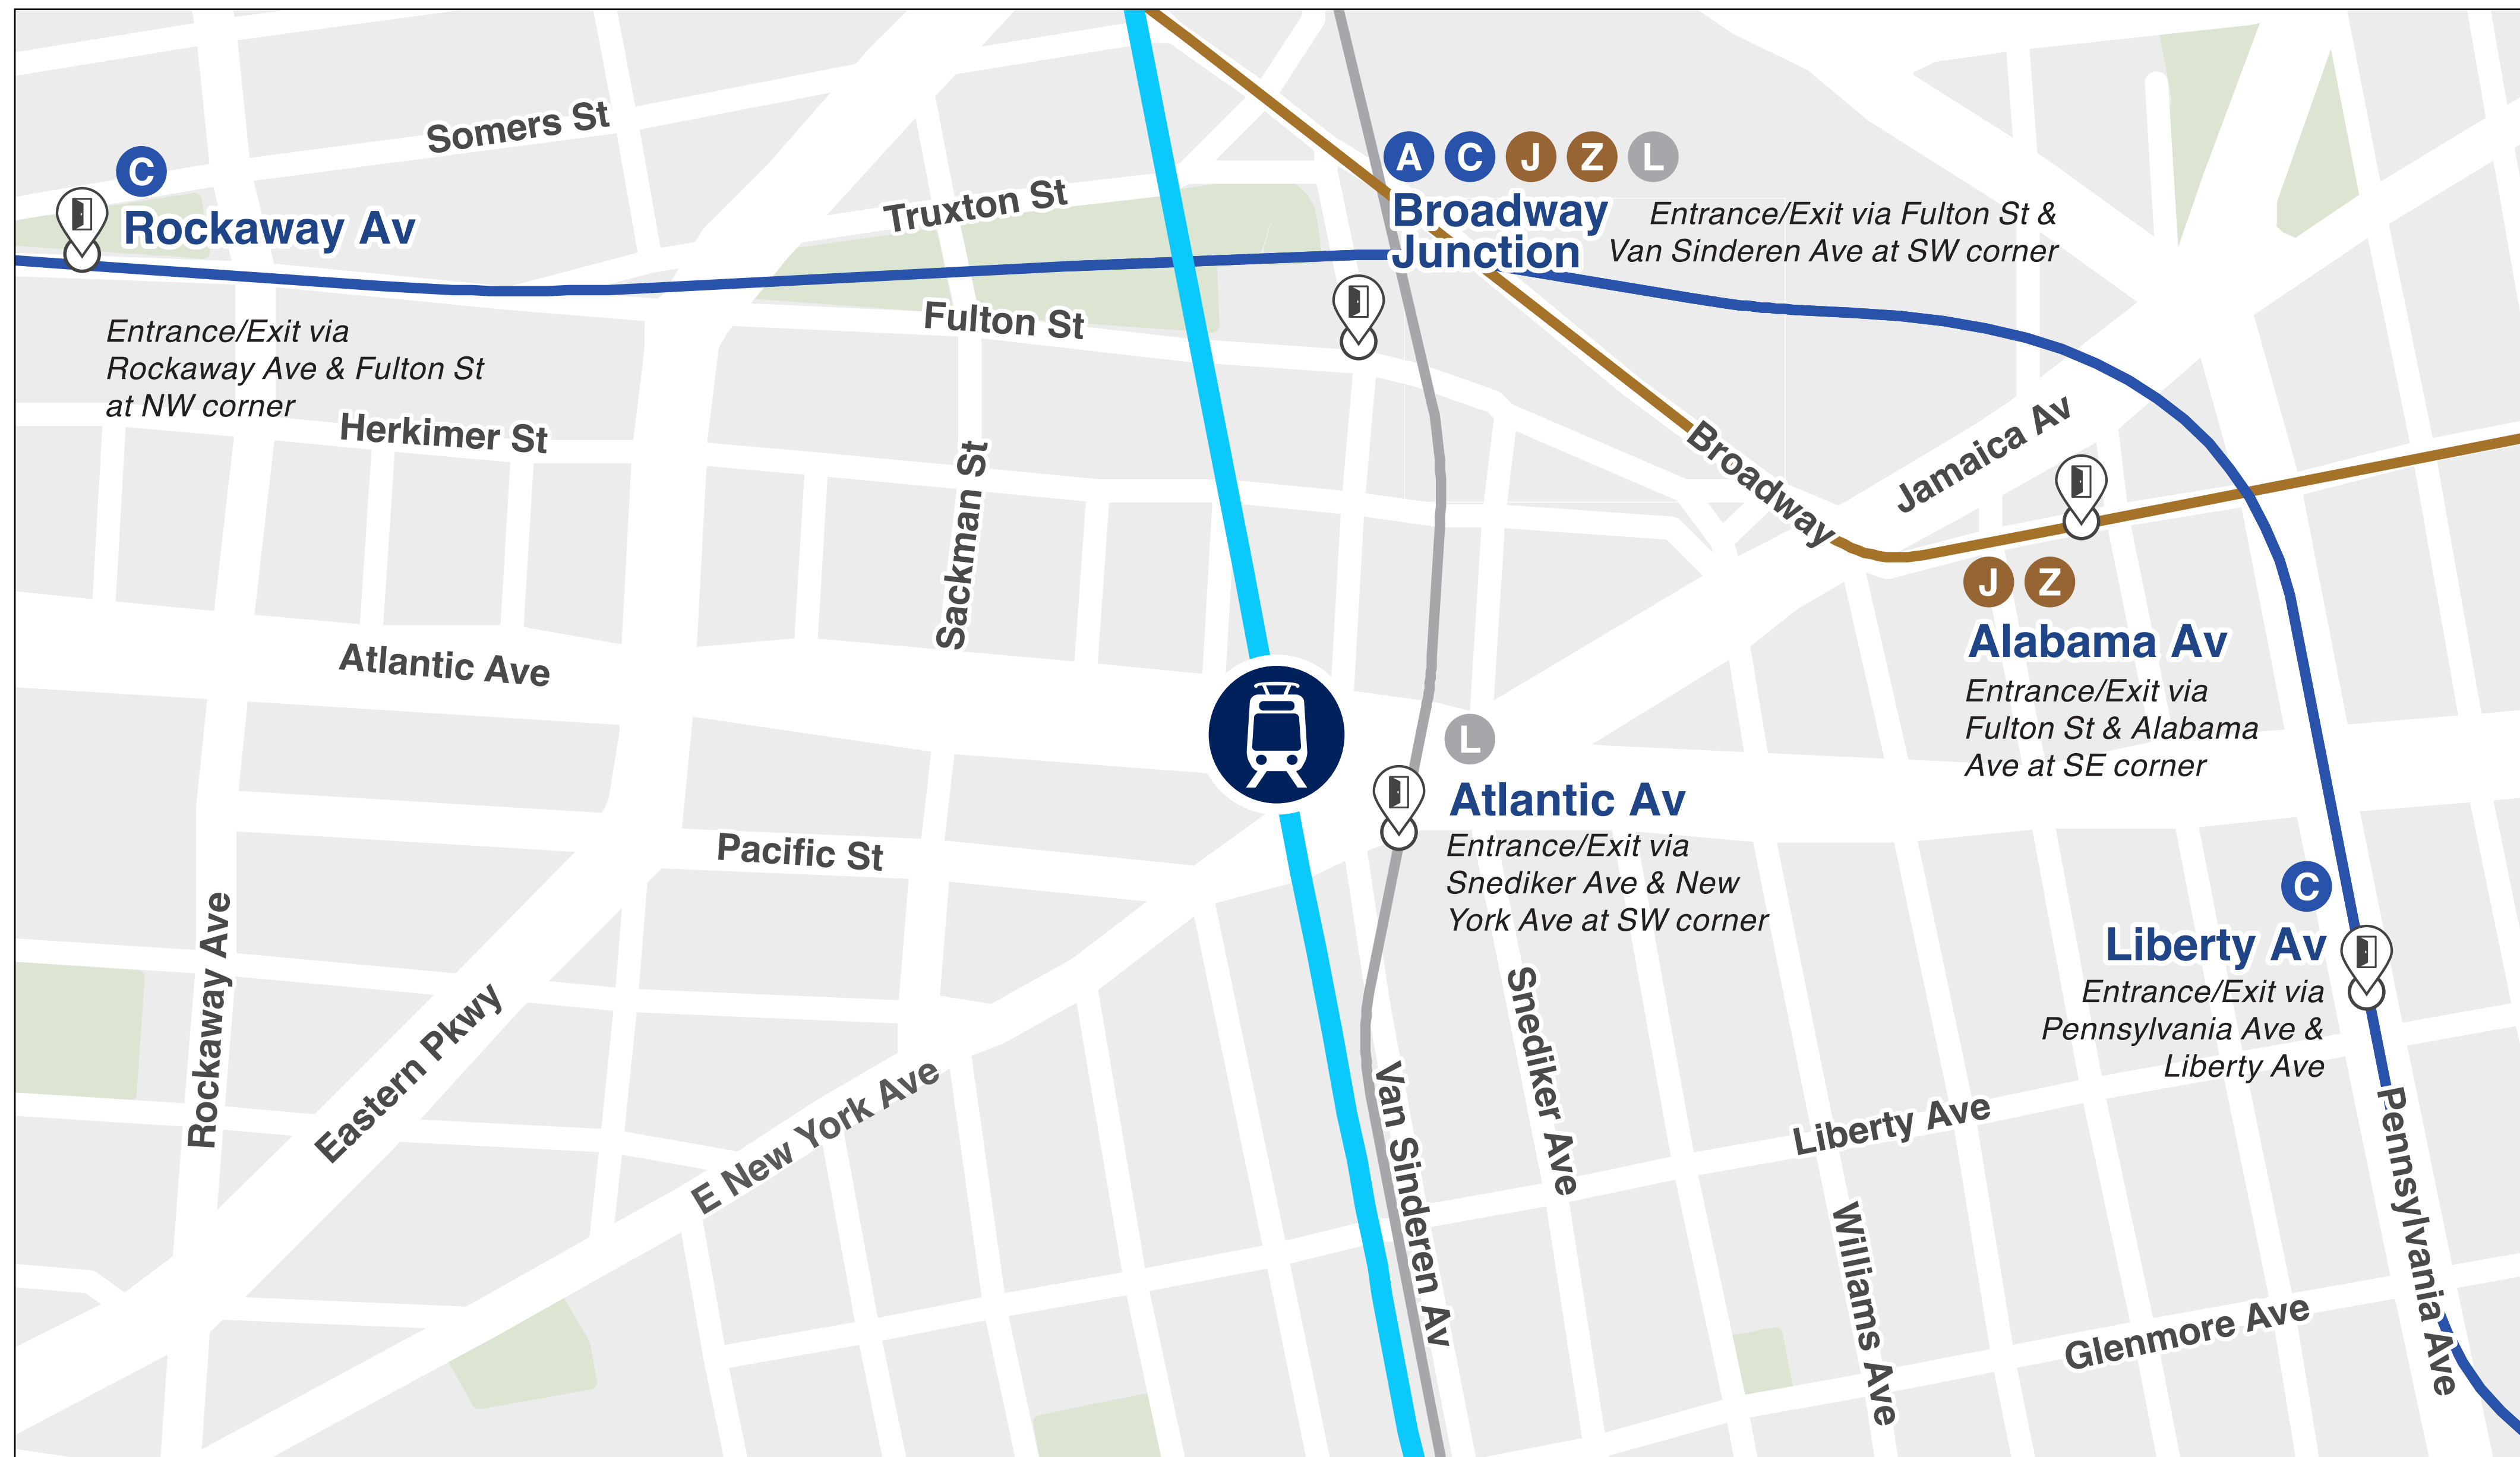 Somers St
C
Rockaway Av
Entrance/Exit via
Rockaway Ave & Fulton St
at NW corner
Truxton St
A C J Z L
Broadway
Junction
Entrance/Exit via Fulton St &
Van Sinderen Ave at SW corner
Fulton St
Herkimer St
Sackman St
Broadway
Jamaica Av
J Z
Alabama Av
Entrance/Exit via
Fulton St & Alabama
Ave at SE corner
Atlantic Ave
L
Atlantic Av
Entrance/Exit via
Snediker Ave & New
York Ave at SW corner
Pacific St
C
Liberty Av
Entrance/Exit via
Pennsylvania Ave &
Liberty Ave
Rockaway Ave
Eastern Pkwy
E New York Ave
Van Sinderen Av
Snediker Ave
Liberty Ave
Williams Ave
Glenmore Ave
Pennsylvania Ave